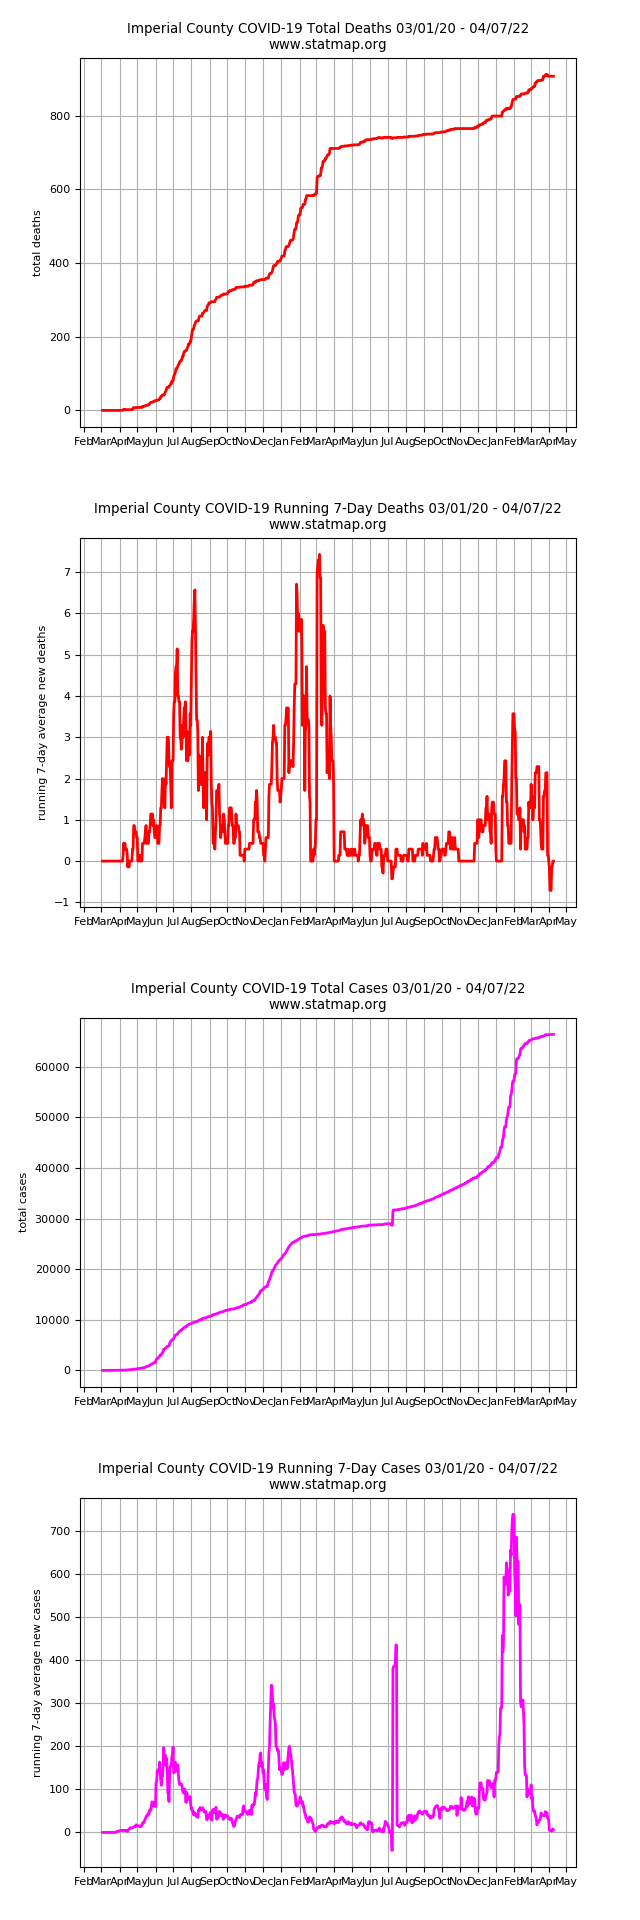 Imperial County COVID-19 Total Deaths 03/01/20 - 04/07/22
www.statmap.org
800
600
400
200
0
total deaths
Feb Mar Apr May Jun Jul Aug Sep Oct Nov Dec Jan Feb Mar Apr May Jun Jul Aug Sep Oct Nov Dec Jan Feb Mar Apr May
Imperial County COVID-19 Running 7-Day Deaths 03/01/20 - 04/07/22
www.statmap.org
7
6
5
4
3
2
1
0
−1
running 7-day average new deaths
Feb Mar Apr May Jun Jul Aug Sep Oct Nov Dec Jan Feb Mar Apr May Jun Jul Aug Sep Oct Nov Dec Jan Feb Mar Apr May
Imperial County COVID-19 Total Cases 03/01/20 - 04/07/22
www.statmap.org
60000
50000
40000
30000
20000
10000
0
total cases
Feb Mar Apr May Jun Jul Aug Sep Oct Nov Dec Jan Feb Mar Apr May Jun Jul Aug Sep Oct Nov Dec Jan Feb Mar Apr May
Imperial County COVID-19 Running 7-Day Cases 03/01/20 - 04/07/22
www.statmap.org
700
600
500
400
300
200
100
0
running 7-day average new cases
Feb Mar Apr May Jun Jul Aug Sep Oct Nov Dec Jan Feb Mar Apr May Jun Jul Aug Sep Oct Nov Dec Jan Feb Mar Apr May